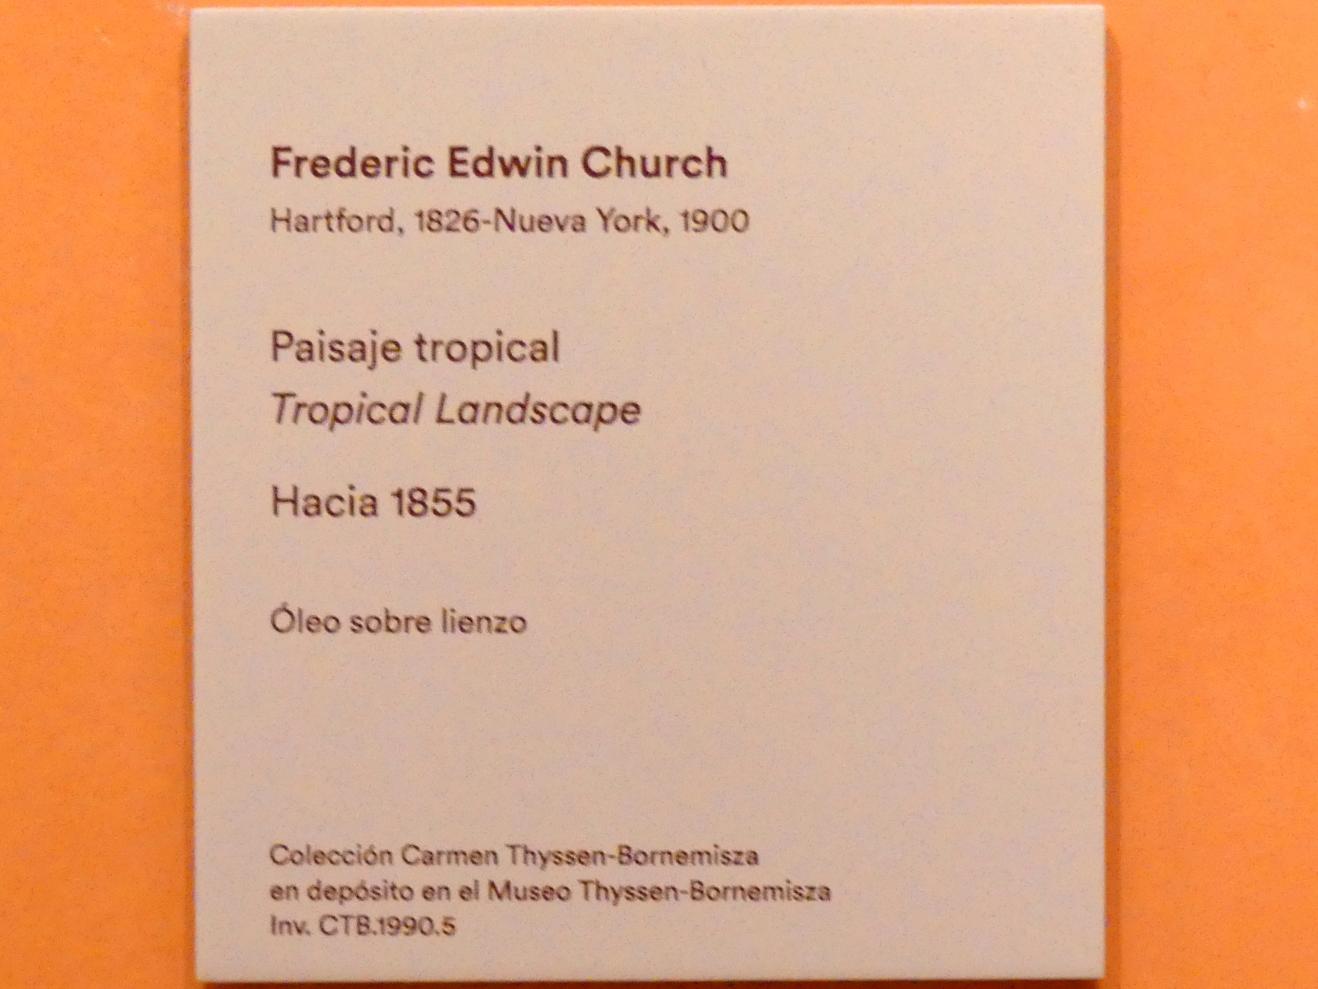 Frederic Edwin Church
Hartford, 1826-Nueva York, 1900
Paisaje tropical
Tropical Landscape
Hacia 1855
Óleo sobre lienzo
Colección Carmen Thyssen-Bornemisza
en depósito en el Museo Thyssen-Bornemisza
Inv. CTB.1990.5